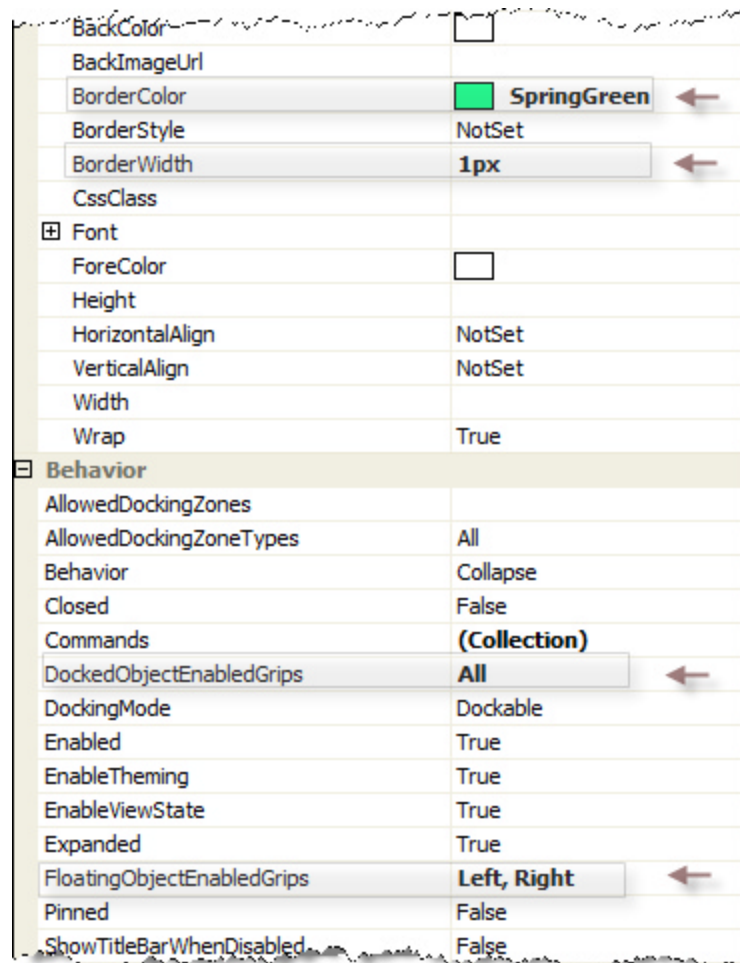 BackColor
BackImageUrl
BorderColor SpringGreen
BorderStyle NotSet
BorderWidth 1px
CssClass
Font
ForeColor
Height
HorizontalAlign NotSet
VerticalAlign NotSet
Width
Wrap True
Behavior
AllowedDockingZones
AllowedDockingZoneTypes All
Behavior Collapse
Closed False
Commands (Collection)
DockedObjectEnabledGrips All
DockingMode Dockable
Enabled True
EnableTheming True
EnableViewState True
Expanded True
FloatingObjectEnabledGrips Left, Right
Pinned False
ShowTitleBarWhenDisabled False